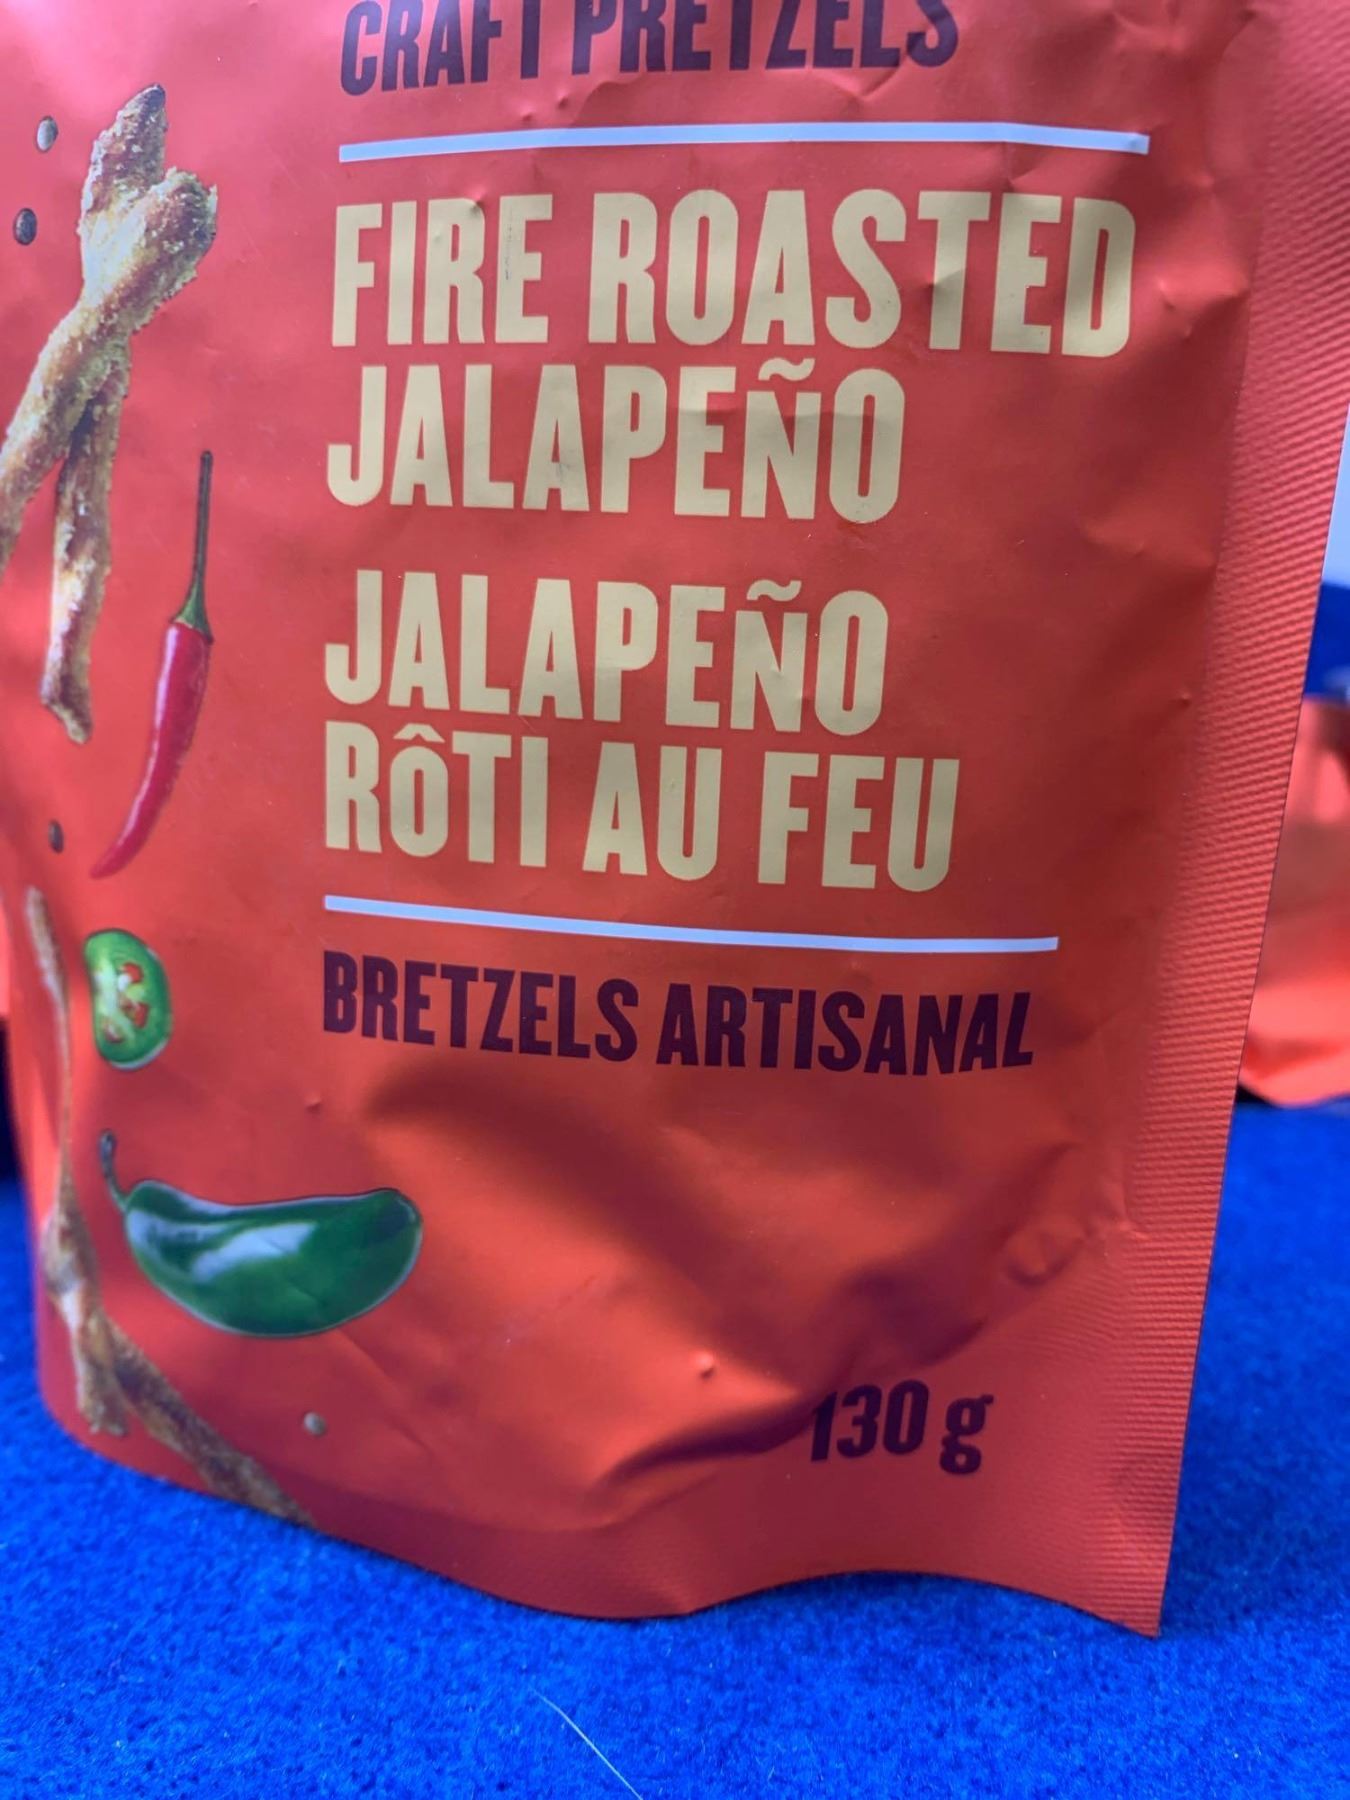 CRAFT PRETZELS
FIRE ROASTED
JALAPEÑO
JALAPEÑO
RÔTI AU FEU
BRETZELS ARTISANAL
130 g